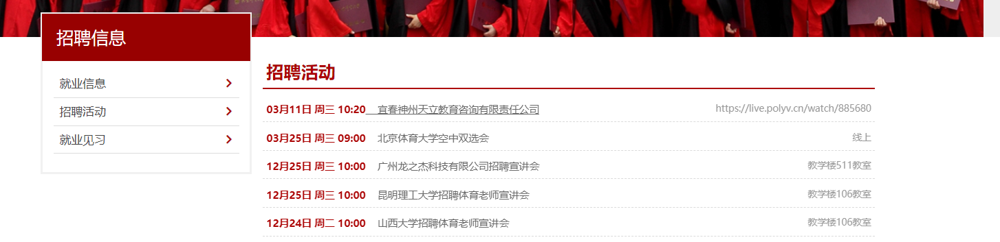 招聘信息
就业信息
招聘活动
就业见习
招聘活动
03月11日 周三 10:20 宜春神州天立教育咨询有限责任公司 https://live.polyv.cn/watch/885680
03月25日 周三 09:00 北京体育大学空中双选会 线上
12月25日 周三 10:00 广州龙之杰科技有限公司招聘宣讲会 教学楼511教室
12月25日 周三 10:00 昆明理工大学招聘体育老师宣讲会 教学楼106教室
12月24日 周二 10:00 山西大学招聘体育老师宣讲会 教学楼106教室